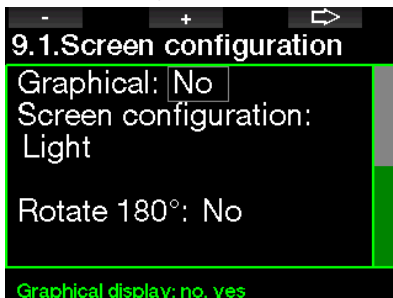 - + ⇨
9.1.Screen configuration
Graphical: No
Screen configuration:
Light
Rotate 180°: No
Graphical display: no, yes